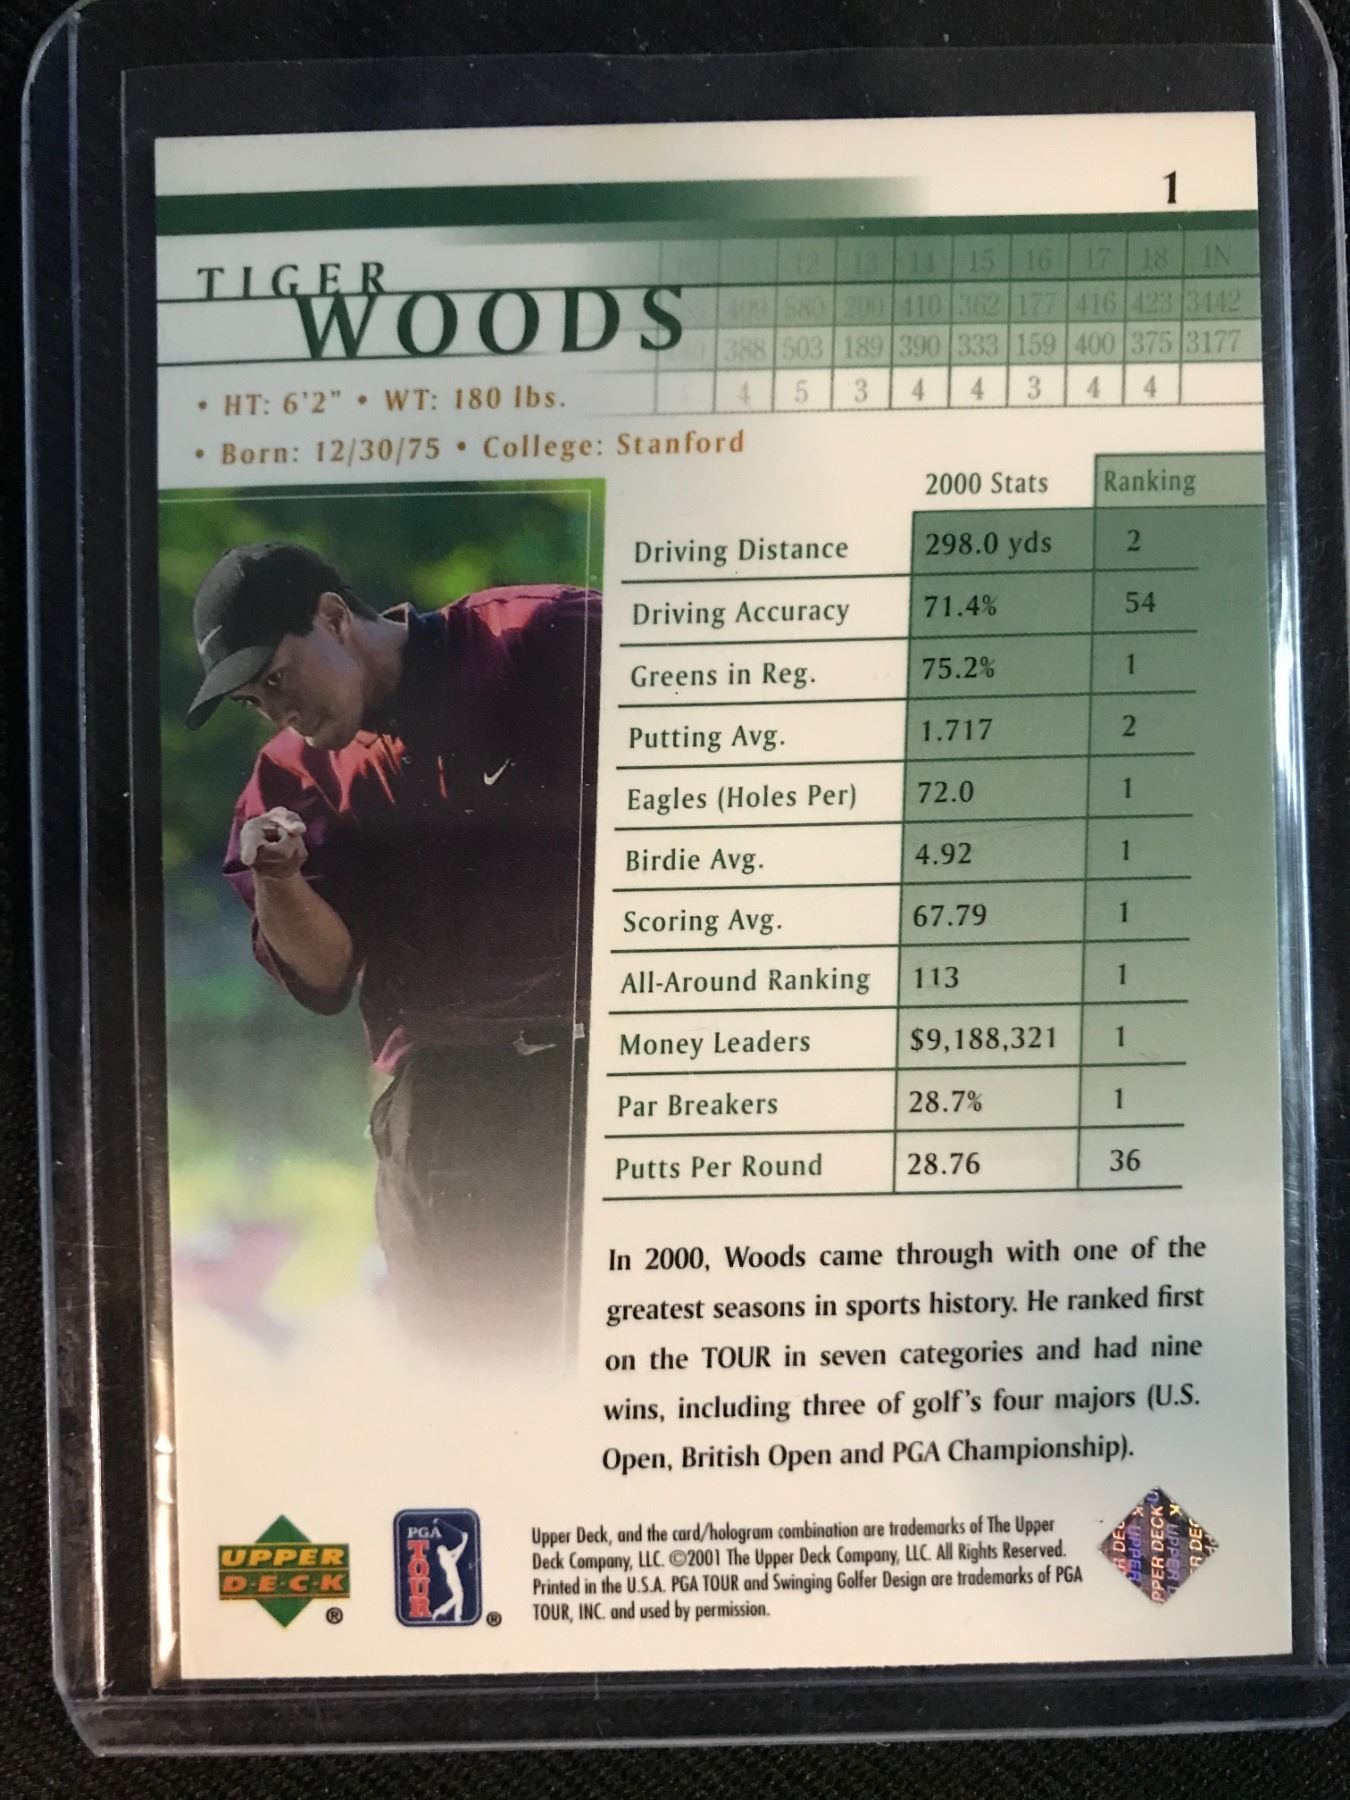 1
TIGER
WOODS
12 13 14 15 16 17 18 IN
409 580 200 410 362 177 416 423 3442
388 503 189 390 333 159 400 375 3177
4 5 3 4 4 3 4 4
• HT: 6'2" • WT: 180 lbs.
• Born: 12/30/75 • College: Stanford
2000 Stats Ranking
Driving Distance 298.0 yds 2
Driving Accuracy 71.4% 54
Greens in Reg. 75.2% 1
Putting Avg. 1.717 2
Eagles (Holes Per) 72.0 1
Birdie Avg. 4.92 1
Scoring Avg. 67.79 1
All-Around Ranking 113 1
Money Leaders $9,188,321 1
Par Breakers 28.7% 1
Putts Per Round 28.76 36
In 2000, Woods came through with one of the
greatest seasons in sports history. He ranked first
on the TOUR in seven categories and had nine
wins, including three of golf's four majors (U.S.
Open, British Open and PGA Championship).
UPPER
D·E·C·K
®
PGA
TOUR
®
Upper Deck, and the card/hologram combination are trademarks of The Upper
Deck Company, LLC. ©2001 The Upper Deck Company, LLC. All Rights Reserved.
Printed in the U.S.A. PGA TOUR and Swinging Golfer Design are trademarks of PGA
TOUR, INC. and used by permission.
UPPER DECK